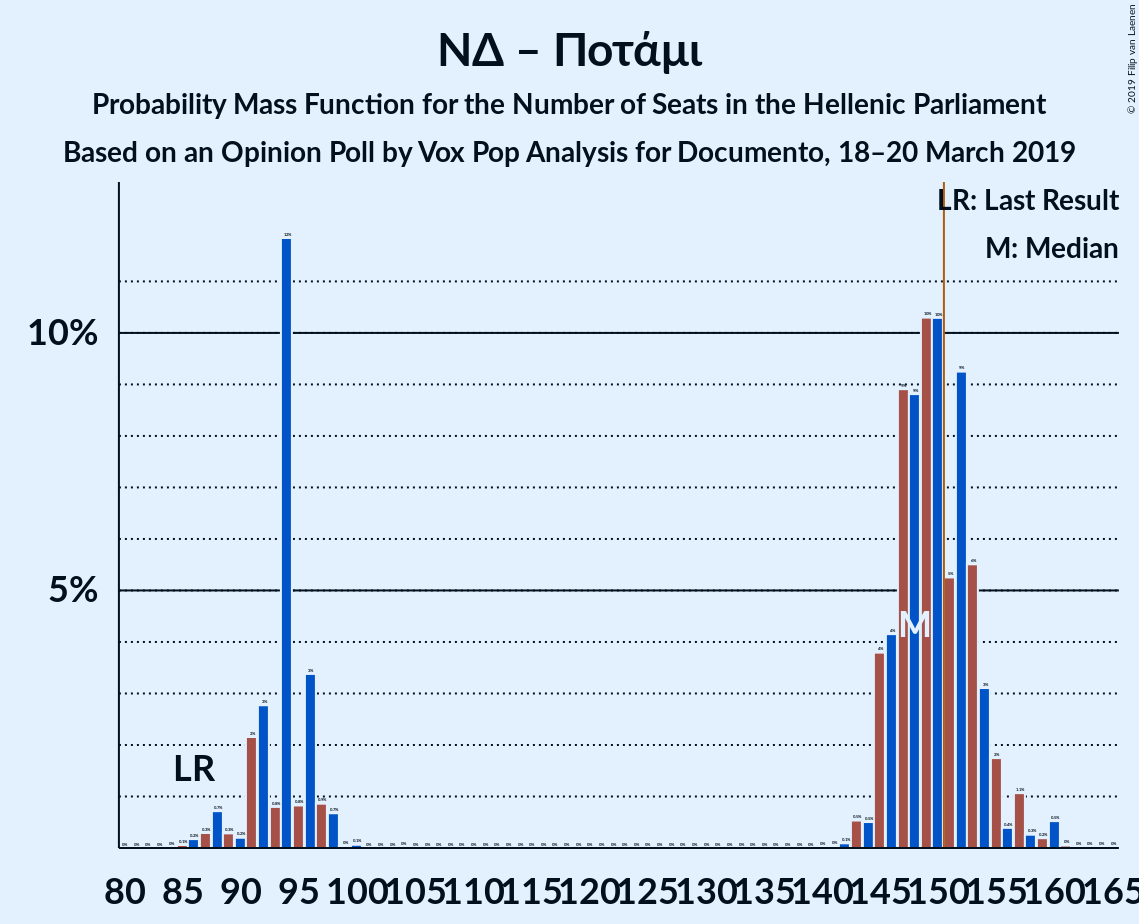 ΝΔ – Ποτάμι
Probability Mass Function for the Number of Seats in the Hellenic Parliament
Based on an Opinion Poll by Vox Pop Analysis for Documento, 18–20 March 2019
© 2019 Filip van Laenen
LR: Last Result
M: Median
10%
5%
LR
M
80 85 90 95 100 105 110 115 120 125 130 135 140 145 150 155 160 165